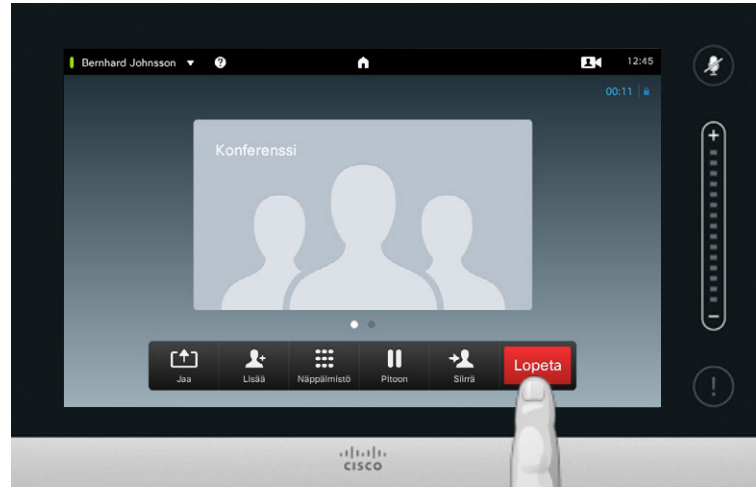 Bernhard Johnsson
?
12:45
00:11
Konferenssi
Jaa
Lisää
Näppäimistö
Pitoon
Siirrä
Lopeta
+
−
!
CISCO